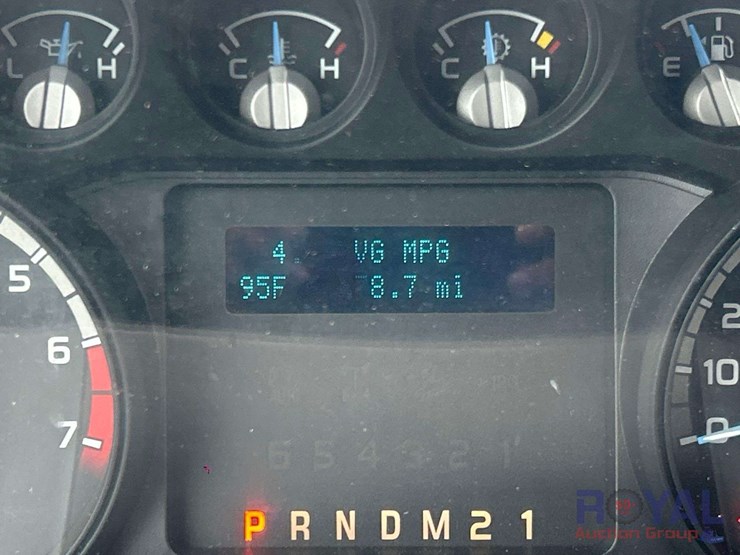 L H
C H
C H
E
4 VG MPG
95F 8.7 mi
5
6
7
2
10
0
6 5 4 3 2 1
P R N D M 2 1
ROYAL
Auction Group